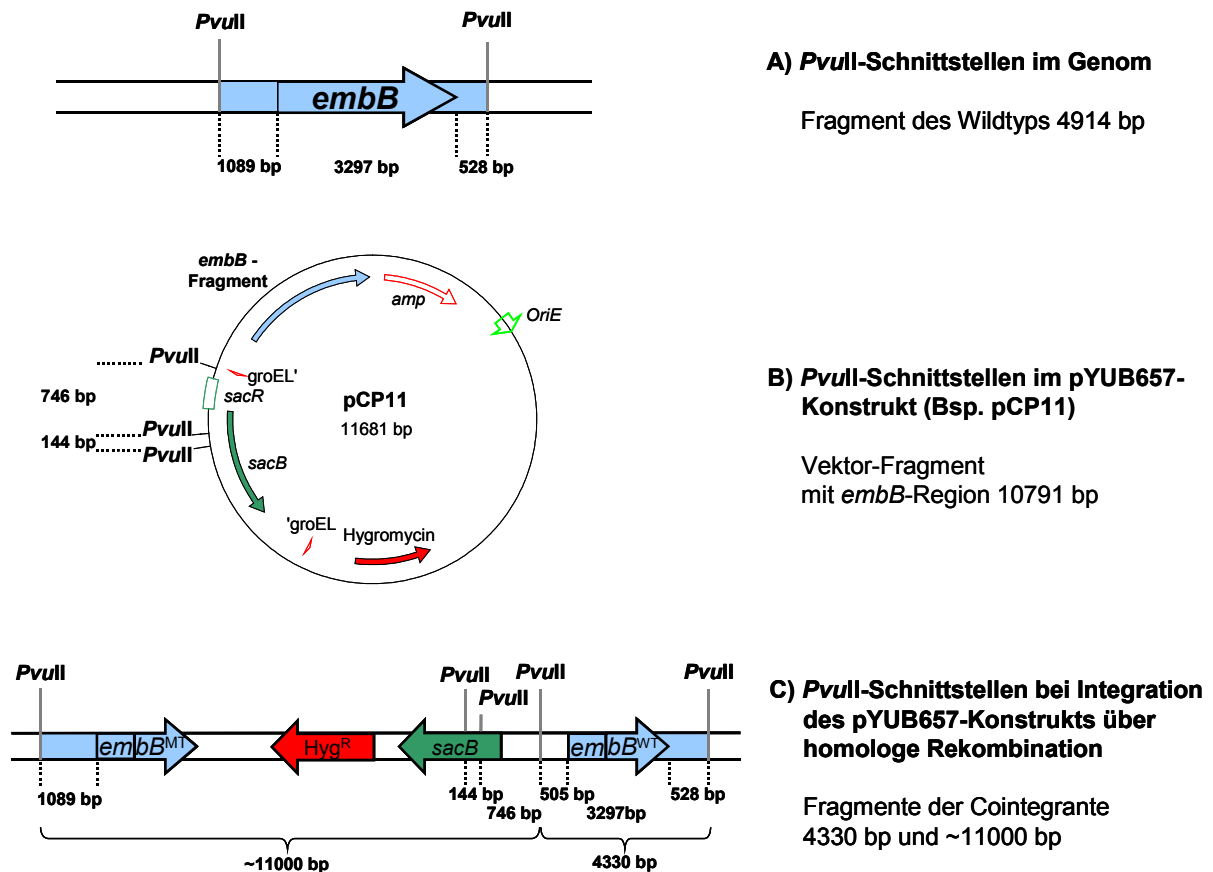 PvuII
PvuII
embB
1089 bp
3297 bp
528 bp
A) PvuII-Schnittstellen im Genom
Fragment des Wildtyps 4914 bp
embB -
Fragment
amp
OriE
PvuII
groEL'
746 bp
sacR
pCP11
11681 bp
PvuII
144 bp
PvuII
sacB
'groEL
Hygromycin
B) PvuII-Schnittstellen im pYUB657-
Konstrukt (Bsp. pCP11)
Vektor-Fragment
mit embB-Region 10791 bp
PvuII
PvuII
PvuII
PvuII
embBMT
HygR
sacB
embBWT
1089 bp
144 bp
505 bp
528 bp
746 bp
3297bp
~11000 bp
4330 bp
C) PvuII-Schnittstellen bei Integration
des pYUB657-Konstrukts über
homologe Rekombination
Fragmente der Cointegrante
4330 bp und ~11000 bp